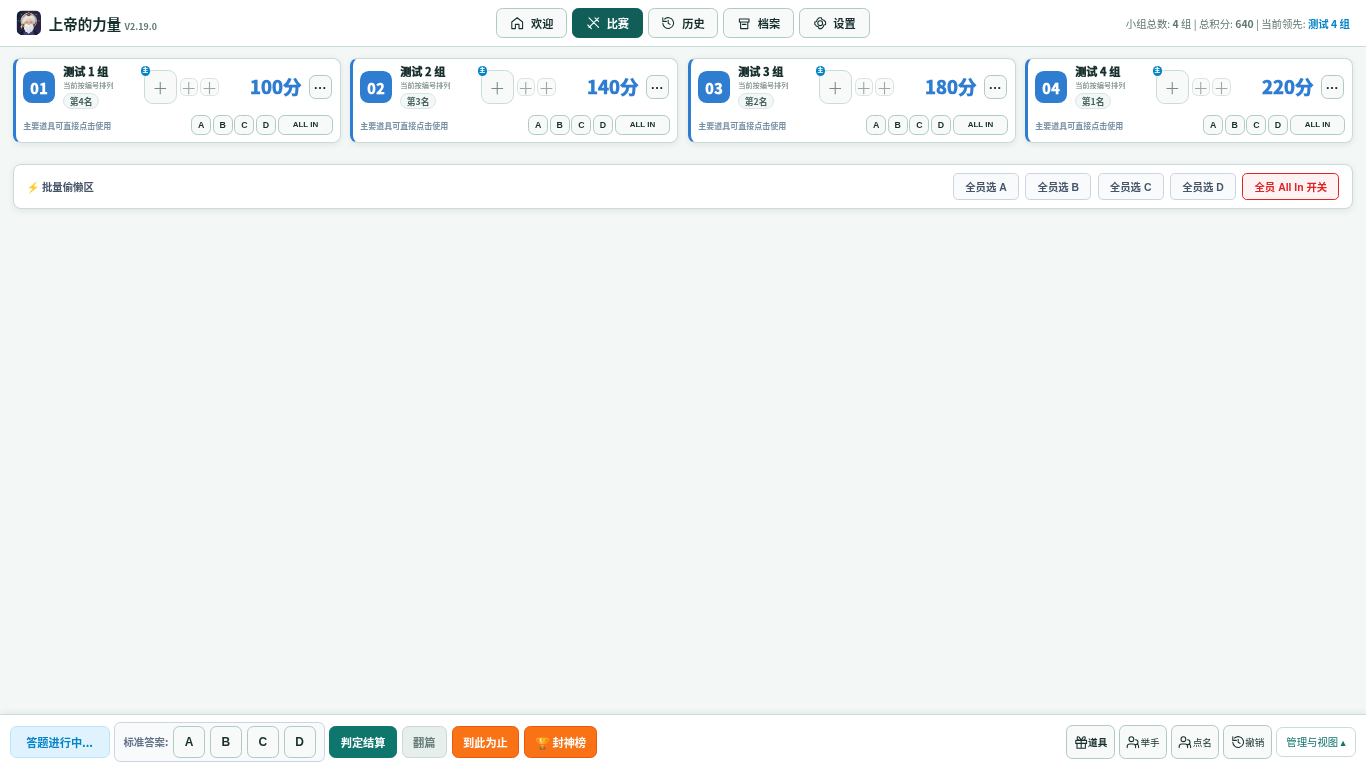 上帝的力量 V2.19.0
欢迎
比赛
历史
档案
设置
小组总数: 4 组 | 总积分: 640 | 当前领先: 测试 4 组
01
测试 1 组
当前按编号排列
第4名
主
100分
...
主要道具可直接点击使用
A B C D ALL IN
02
测试 2 组
当前按编号排列
第3名
主
140分
...
主要道具可直接点击使用
A B C D ALL IN
03
测试 3 组
当前按编号排列
第2名
主
180分
...
主要道具可直接点击使用
A B C D ALL IN
04
测试 4 组
当前按编号排列
第1名
主
220分
...
主要道具可直接点击使用
A B C D ALL IN
⚡ 批量偷懒区
全员选 A
全员选 B
全员选 C
全员选 D
全员 All In 开关
答题进行中...
标准答案: A B C D
判定结算
翻篇
到此为止
🏆 封神榜
道具
举手
点名
撤销
管理与视图 ▴